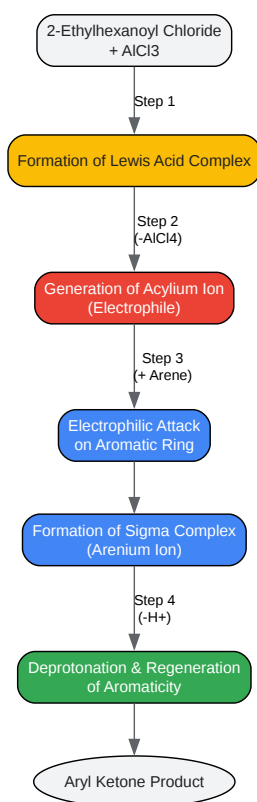 2-Ethylhexanoyl Chloride
+ AlCl3
Step 1
Formation of Lewis Acid Complex
Step 2
(-AlCl4)
Generation of Acylium Ion
(Electrophile)
Step 3
(+ Arene)
Electrophilic Attack
on Aromatic Ring
Formation of Sigma Complex
(Arenium Ion)
Step 4
(-H+)
Deprotonation & Regeneration
of Aromaticity
Aryl Ketone Product